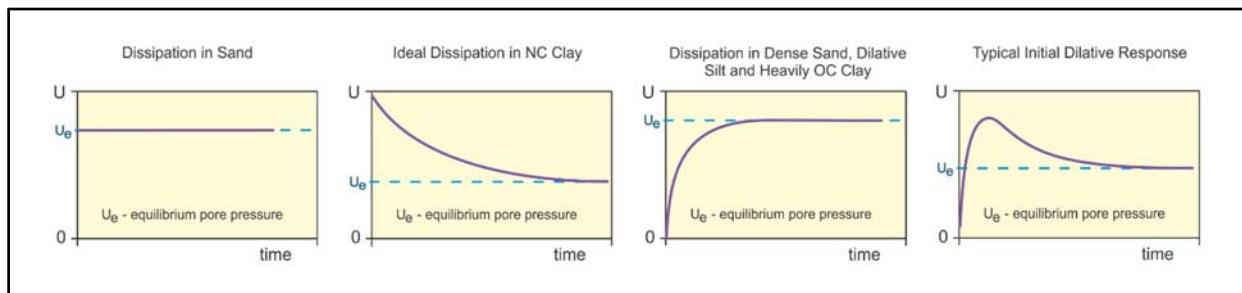 Dissipation in Sand
U
Ue
Ue - equilibrium pore pressure
0
time
Ideal Dissipation in NC Clay
U
Ue
Ue - equilibrium pore pressure
0
time
Dissipation in Dense Sand, Dilative
Silt and Heavily OC Clay
U
Ue
Ue - equilibrium pore pressure
0
time
Typical Initial Dilative Response
U
Ue
Ue - equilibrium pore pressure
0
time